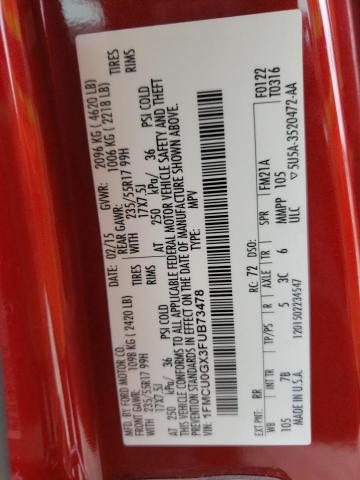 MFD. BY FORD MOTOR CO.
DATE: 02/15 GVWR: 2096 KG ( 4620 LB)
FRONT GAWR: 1098 KG (2420 LB) REAR GAWR: 1006 KG ( 2218 LB)
WITH 235/55R17 99H TIRES WITH 235/55R17 99H TIRES
17X7.5J RIMS 17X7.5J RIMS
AT 250 kPa/ 36 PSI COLD AT 250 kPa/ 36 PSI COLD
THIS VEHICLE CONFORMS TO ALL APPLICABLE FEDERAL MOTOR VEHICLE SAFETY AND THEFT PREVENTION
STANDARDS IN EFFECT ON THE DATE OF MANUFACTURE SHOWN ABOVE.
VIN: 1FMCU0GX3FUB73478 TYPE: MPV
F0122
T0316
EXT PNT: RR RC: 72 DSO: FM21A
WB INT TR TP/PS R AXLE TR SPR
105 7B 5 3C 6 MMPP 105
12D1502234547 ULC
▽5U5A-3520472-AA
MADE IN U.S.A.